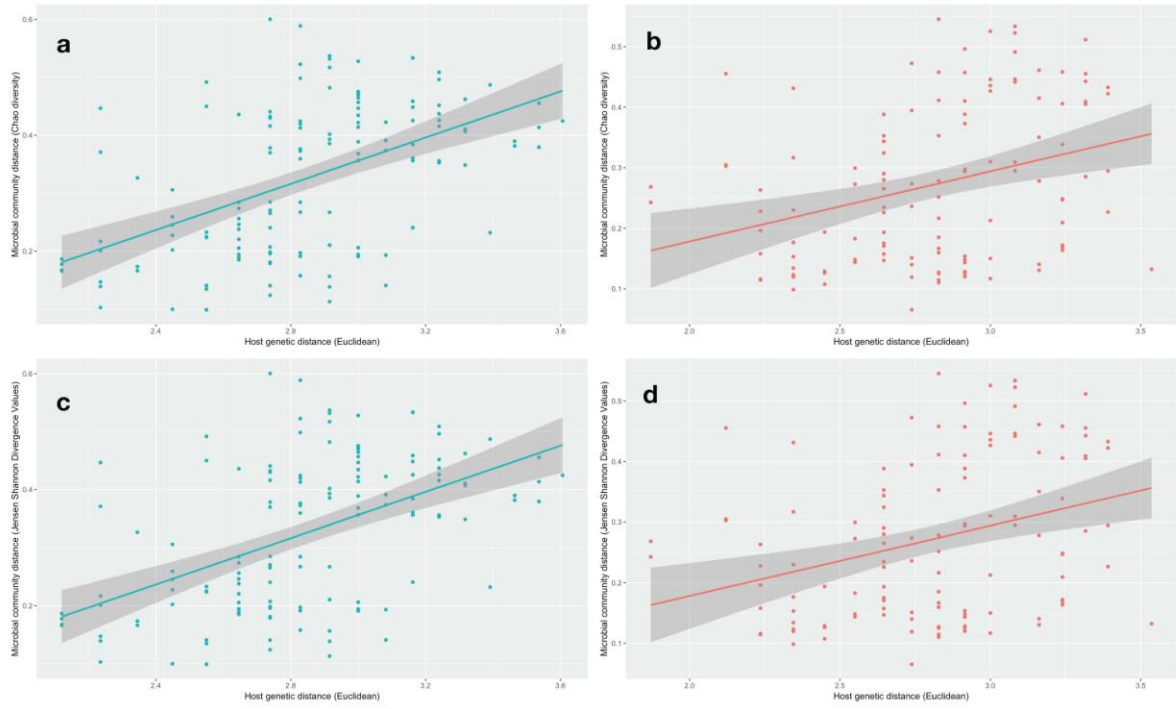 a
Microbial community distance (Chao diversity)
0.6
0.4
0.2
2.4
2.8
3.2
3.6
Host genetic distance (Euclidean)
b
Microbial community distance (Chao diversity)
0.5
0.4
0.3
0.2
0.1
2.0
2.5
3.0
3.5
Host genetic distance (Euclidean)
c
Microbial community distance (Jensen Shannon Divergence Values)
0.6
0.4
0.2
2.4
2.8
3.2
3.6
Host genetic distance (Euclidean)
d
Microbial community distance (Jensen Shannon Divergence Values)
0.5
0.4
0.3
0.2
0.1
2.0
2.5
3.0
3.5
Host genetic distance (Euclidean)